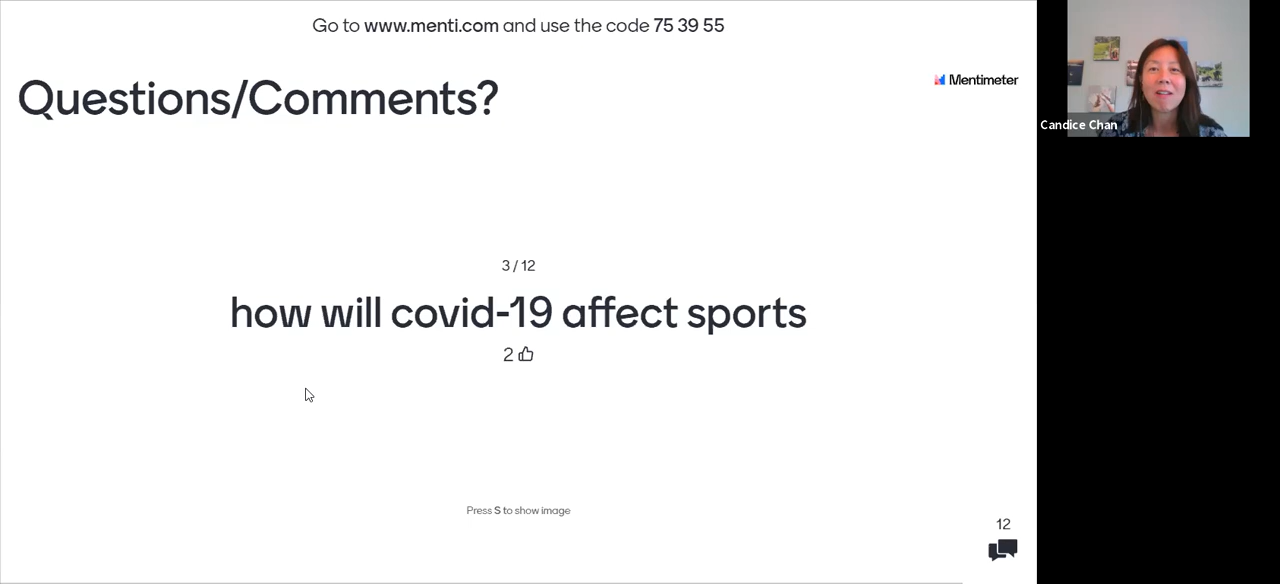 Go to www.menti.com and use the code 75 39 55
Questions/Comments?
Mentimeter
Candice Chan
3 / 12
how will covid-19 affect sports
2
Press S to show image
12